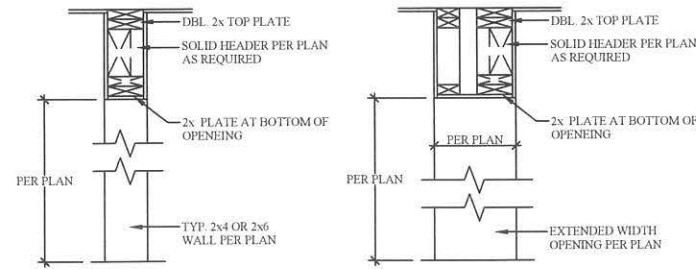 DBL. 2x TOP PLATE
SOLID HEADER PER PLAN
AS REQUIRED
2x PLATE AT BOTTOM OF
OPENEING
PER PLAN
TYP. 2x4 OR 2x6
WALL PER PLAN
DBL. 2x TOP PLATE
SOLID HEADER PER PLAN
AS REQUIRED
2x PLATE AT BOTTOM OF
OPENEING
PER PLAN
PER PLAN
EXTENDED WIDTH
OPENING PER PLAN